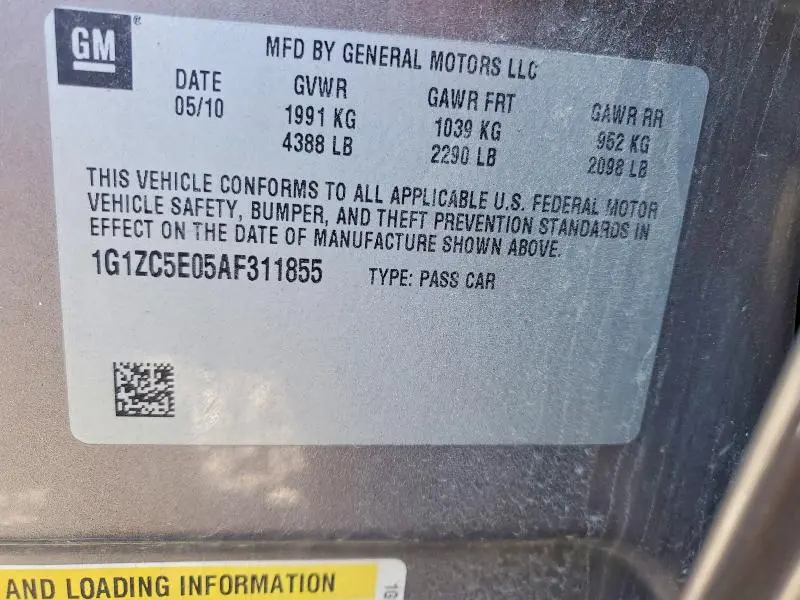 GM
MFD BY GENERAL MOTORS LLC
DATE GVWR GAWR FRT GAWR RR
05/10 1991 KG 1039 KG 952 KG
4388 LB 2290 LB 2098 LB
THIS VEHICLE CONFORMS TO ALL APPLICABLE U.S. FEDERAL MOTOR
VEHICLE SAFETY, BUMPER, AND THEFT PREVENTION STANDARDS IN
EFFECT ON THE DATE OF MANUFACTURE SHOWN ABOVE.
1G1ZC5E05AF311855 TYPE: PASS CAR
AND LOADING INFORMATION
1G